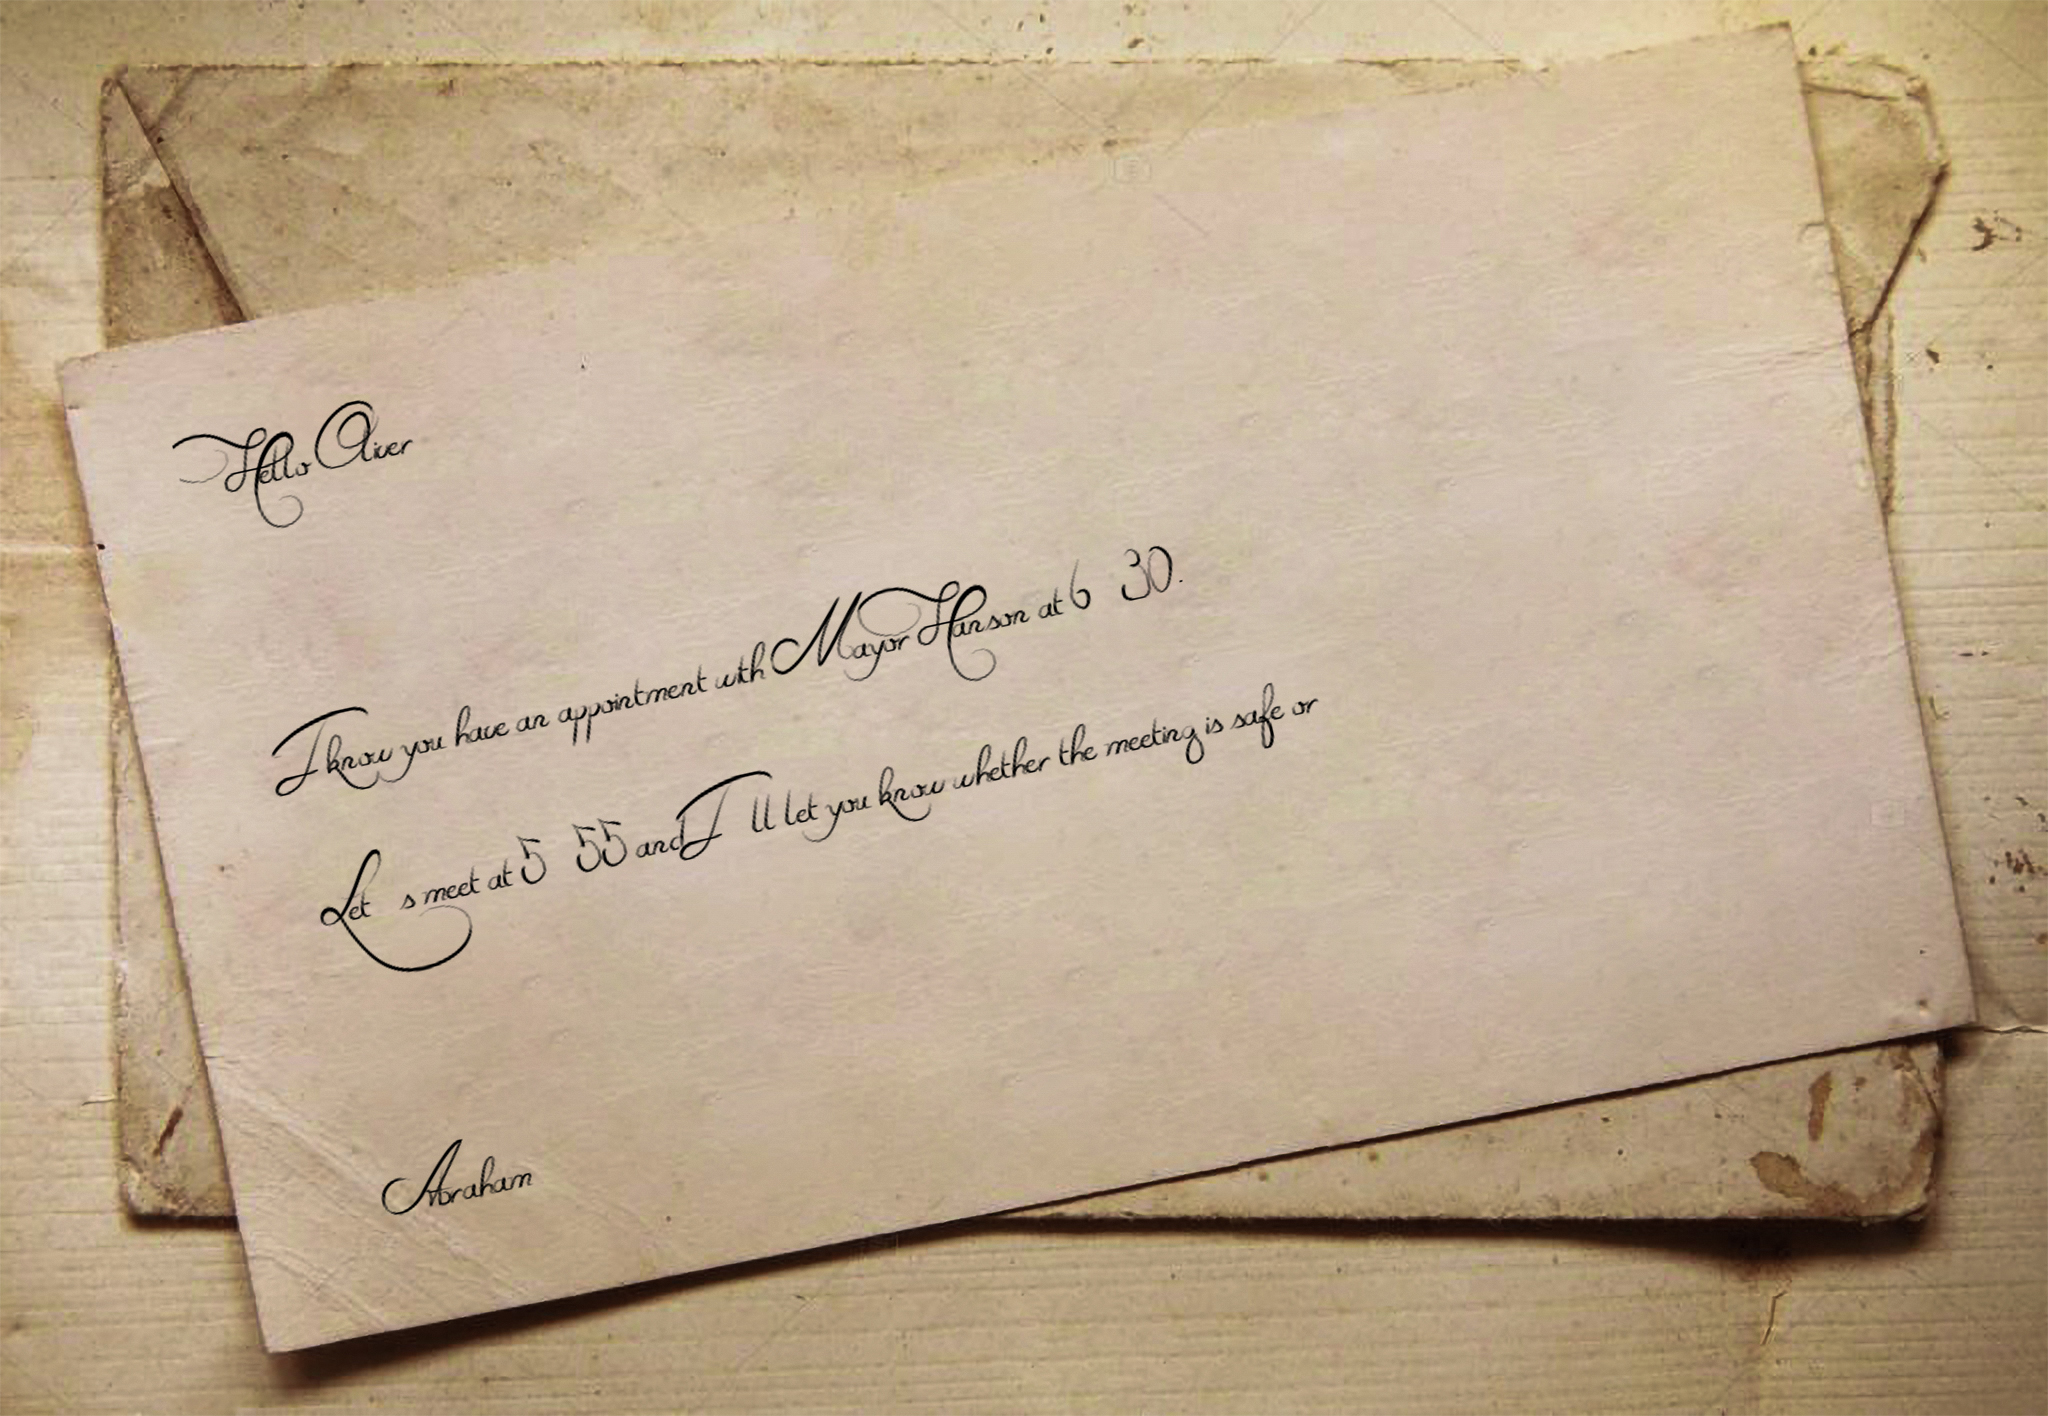 Hello Oliver
I know you have an appointment with Mayor Hanson at 6 30.
Let s meet at 5 55 and I ll let you know whether the meeting is safe or
Abraham